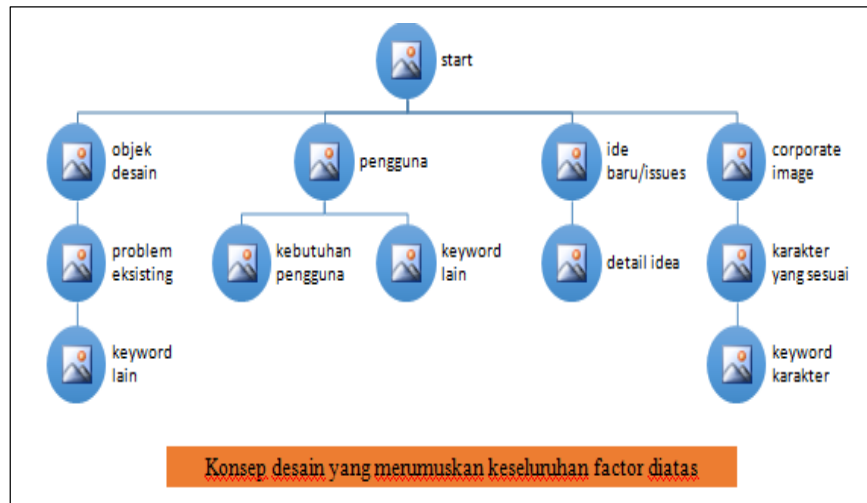 start
objek
desain
pengguna
ide
baru/issues
corporate
image
problem
eksisting
kebutuhan
pengguna
keyword
lain
detail idea
karakter
yang sesuai
keyword
lain
keyword
karakter
Konsep desain yang merumuskan keseluruhan factor diatas